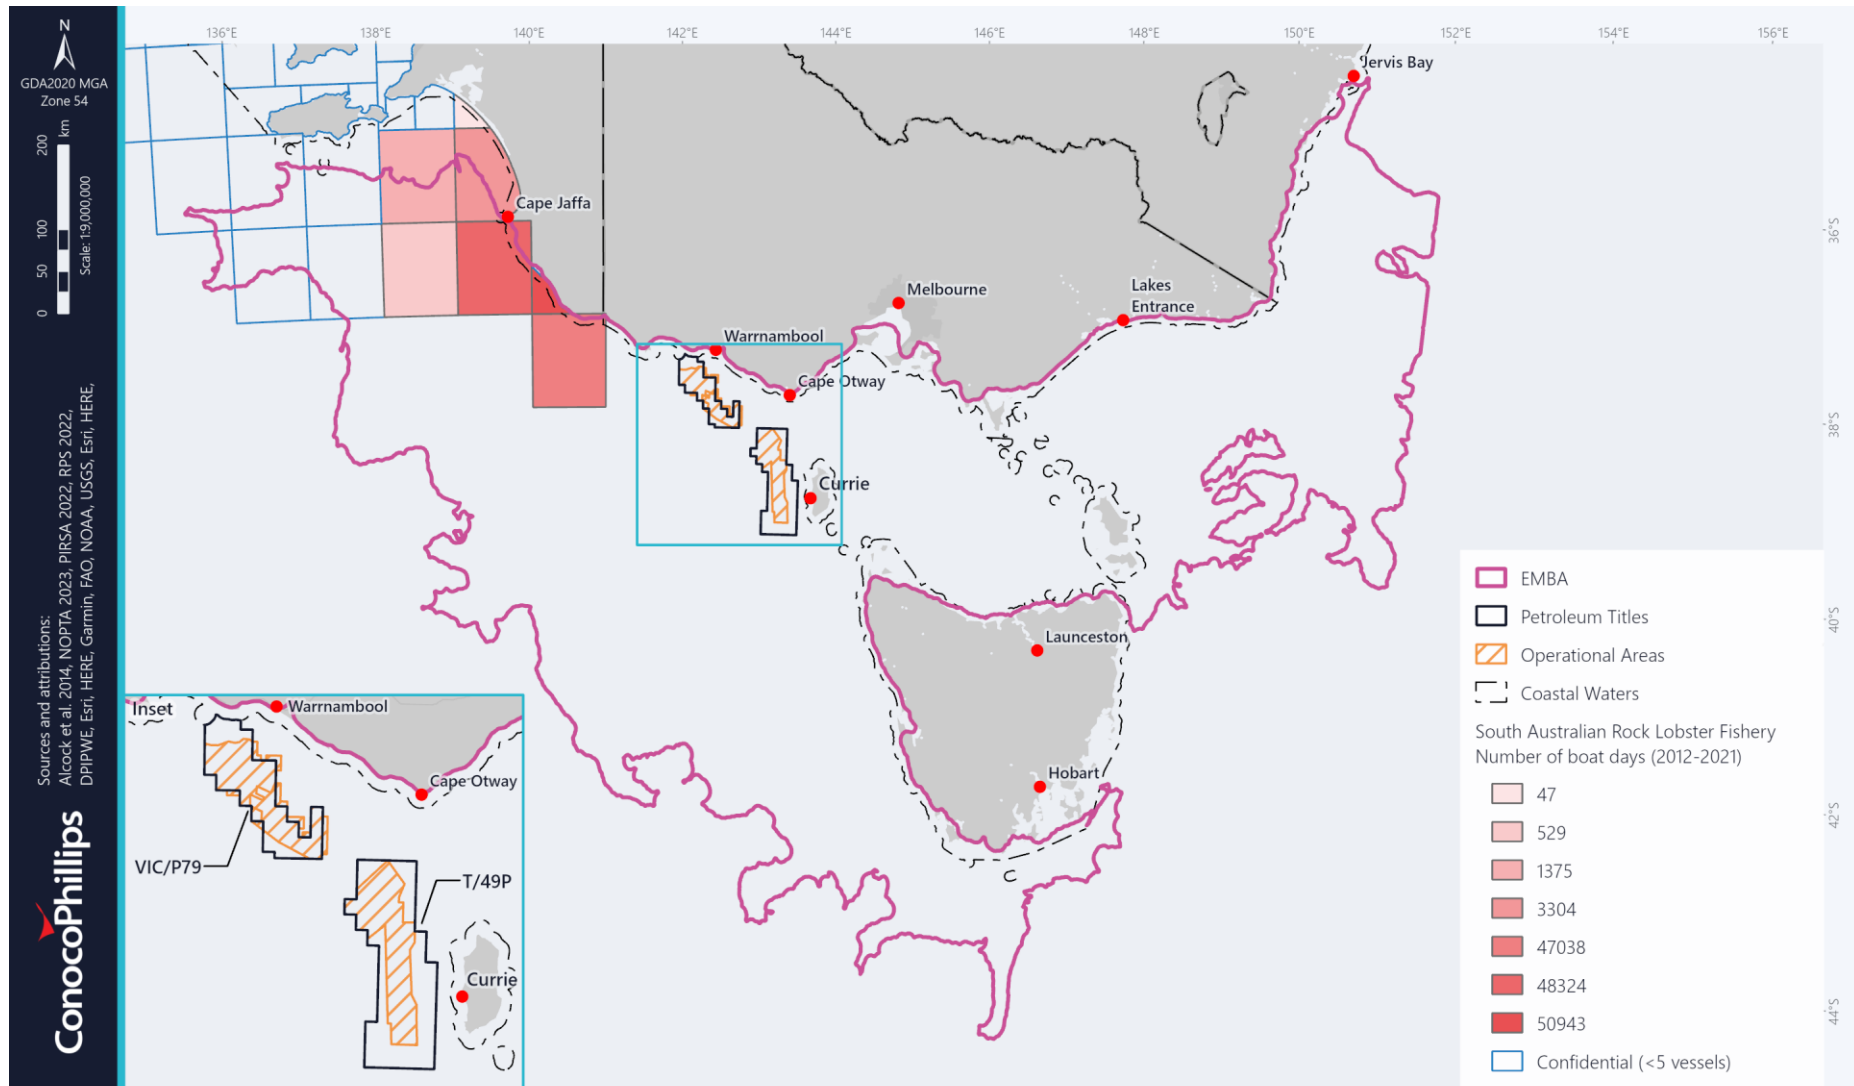 N
GDA2020 MGA
Zone 54
0 50 100 200
km
Scale: 1:9,000,000
Sources and attributions:
Alcock et al. 2014, NOPTA 2023, PIRSA 2022, RPS 2022,
DPIPWE, Esri, HERE, Garmin, FAO, NOAA, USGS, Esri, HERE,
ConocoPhillips
136°E 138°E 140°E 142°E 144°E 146°E 148°E 150°E 152°E 154°E 156°E
Jervis Bay
Cape Jaffa
36°S
Melbourne
Lakes
Entrance
Warrnambool
Cape Otway
38°S
Currie
40°S
Launceston
Hobart
42°S
44°S
Inset
Warrnambool
Cape Otway
VIC/P79
T/49P
Currie
EMBA
Petroleum Titles
Operational Areas
Coastal Waters
South Australian Rock Lobster Fishery
Number of boat days (2012-2021)
47
529
1375
3304
47038
48324
50943
Confidential (<5 vessels)